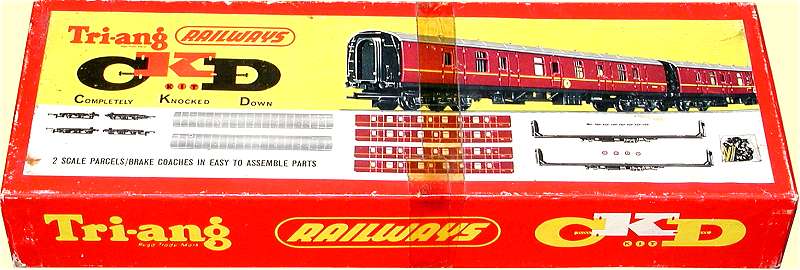 Tri-ang RAILWAYS
CKD
KIT
COMPLETELY KNOCKED DOWN
2 SCALE PARCELS/BRAKE COACHES IN EASY TO ASSEMBLE PARTS
Tri-ang RAILWAYS CKD
Regd Trade Mark
KIT